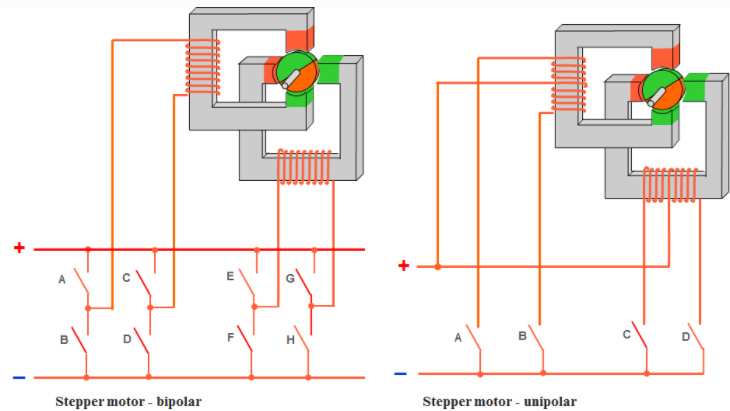 +
A C E G
B D F H
−
Stepper motor - bipolar
+
A B C D
−
Stepper motor - unipolar